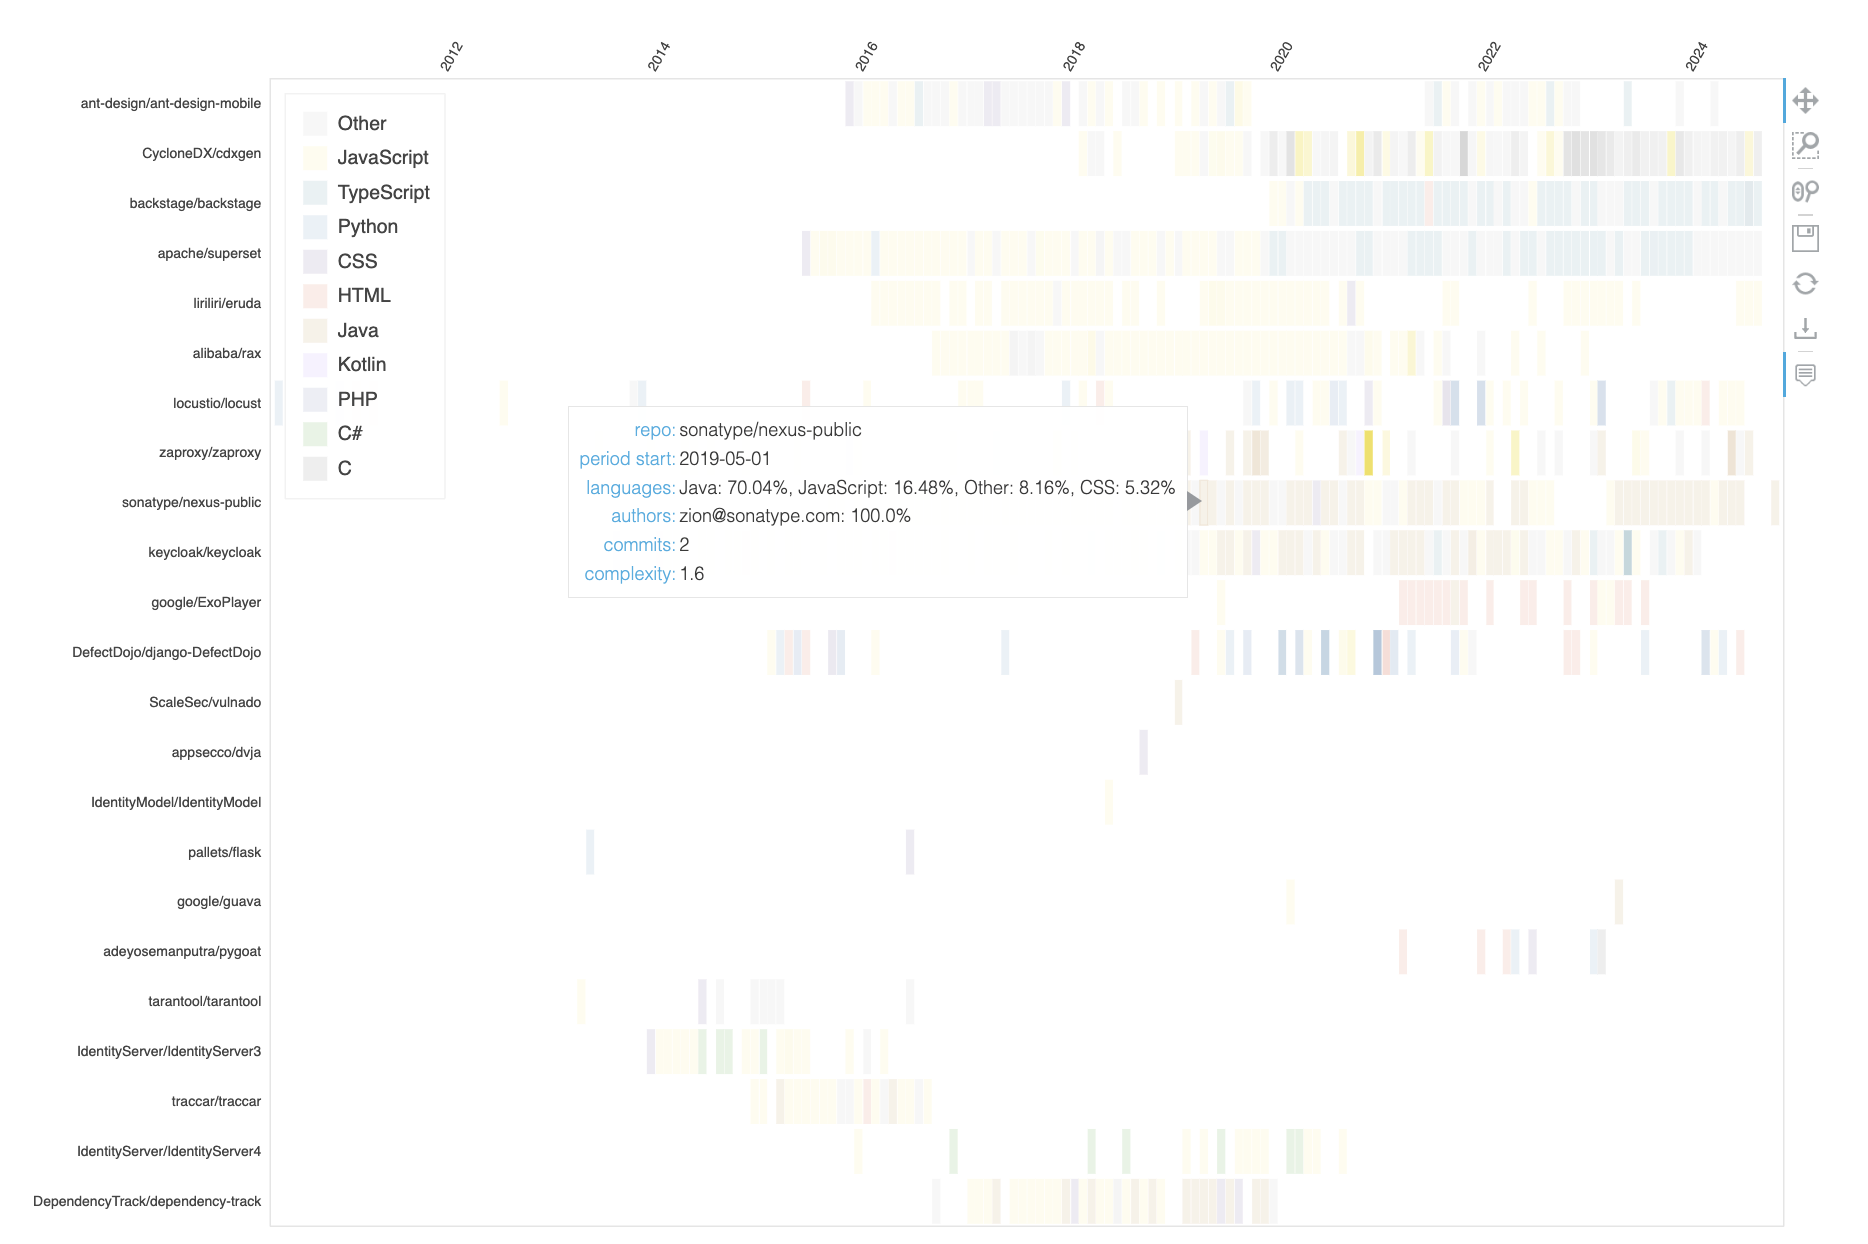 2012
2014
2016
2018
2020
2022
2024
ant-design/ant-design-mobile
CycloneDX/cdxgen
backstage/backstage
apache/superset
liriliri/eruda
alibaba/rax
locustio/locust
zaproxy/zaproxy
sonatype/nexus-public
keycloak/keycloak
google/ExoPlayer
DefectDojo/django-DefectDojo
ScaleSec/vulnado
appsecco/dvja
IdentityModel/IdentityModel
pallets/flask
google/guava
adeyosemanputra/pygoat
tarantool/tarantool
IdentityServer/IdentityServer3
traccar/traccar
IdentityServer/IdentityServer4
DependencyTrack/dependency-track
Other
JavaScript
TypeScript
Python
CSS
HTML
Java
Kotlin
PHP
C#
C
repo: sonatype/nexus-public
period start: 2019-05-01
languages: Java: 70.04%, JavaScript: 16.48%, Other: 8.16%, CSS: 5.32%
authors: zion@sonatype.com: 100.0%
commits: 2
complexity: 1.6